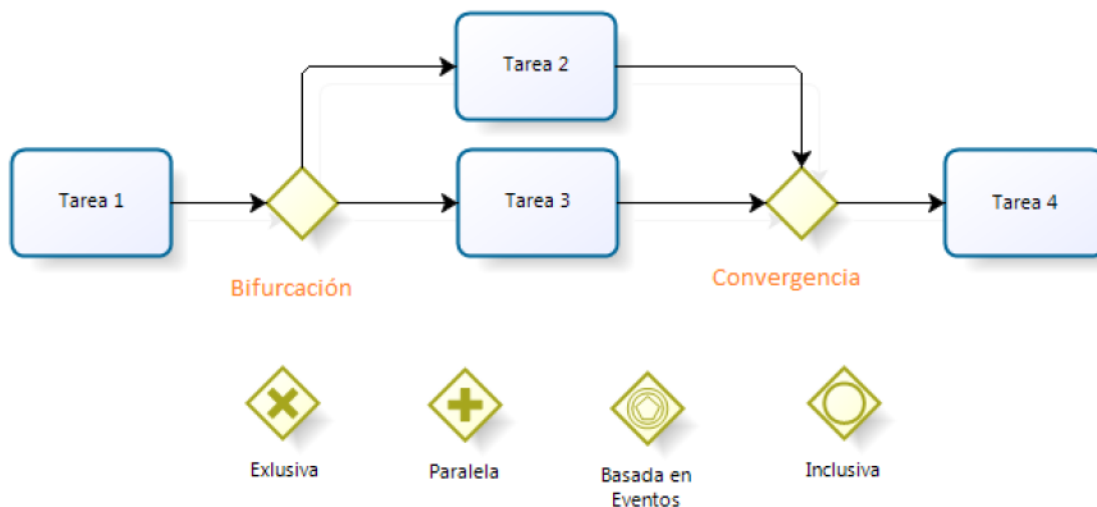 Tarea 2
Tarea 1
Tarea 3
Tarea 4
Bifurcación
Convergencia
Exlusiva
Paralela
Basada en
Eventos
Inclusiva